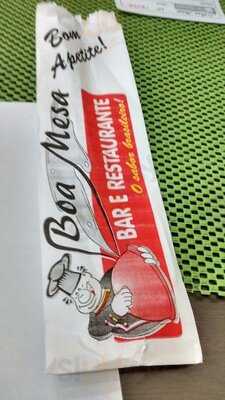 Bom
Apetite!
Boa Mesa
BAR E RESTAURANTE
O sabor brasileiro!